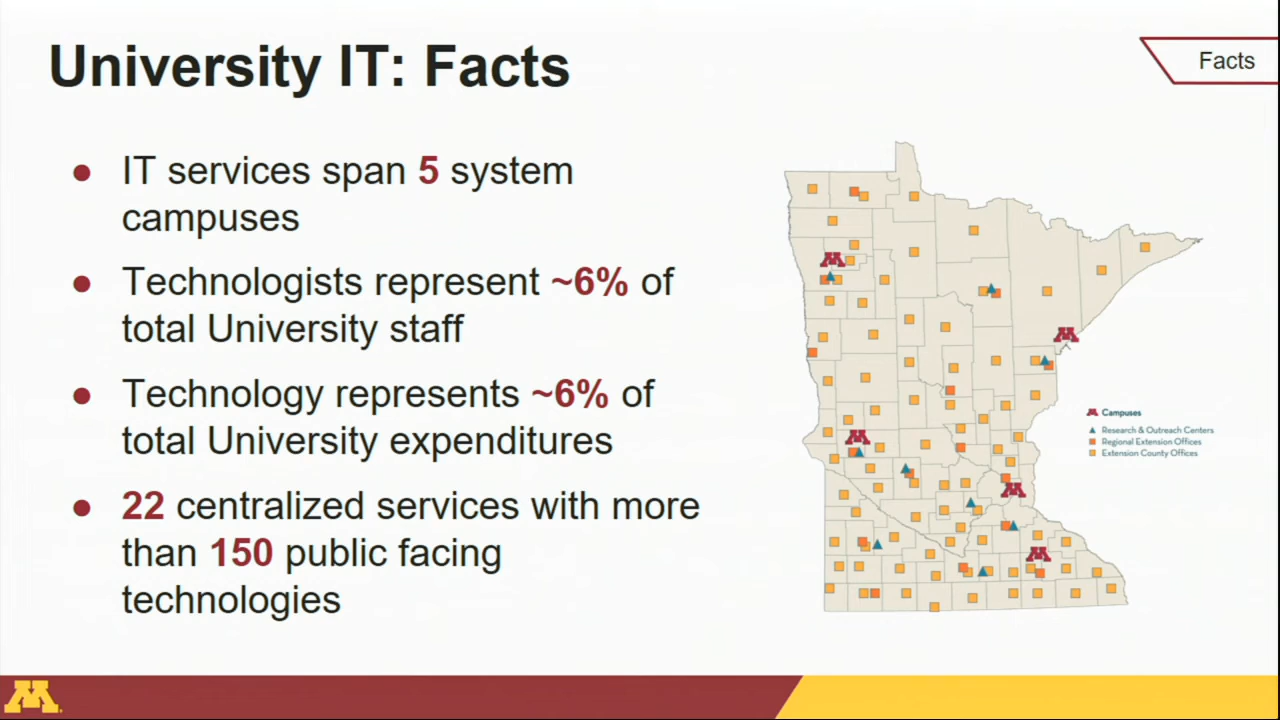 University IT: Facts
Facts
● IT services span 5 system
campuses
● Technologists represent ~6% of
total University staff
● Technology represents ~6% of
total University expenditures
● 22 centralized services with more
than 150 public facing
technologies
M
M
M
M
M
M Campuses
Research & Outreach Centers
Regional Extension Offices
Extension County Offices
M